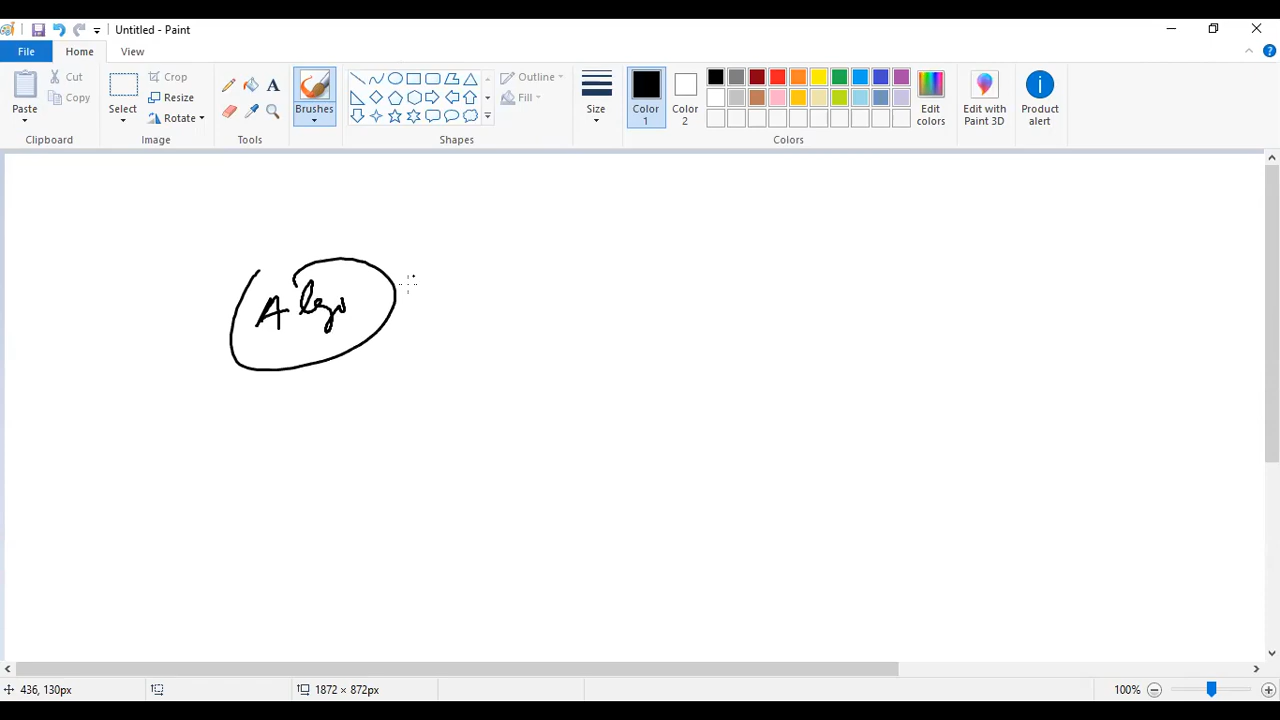 Untitled - Paint
File
Home
View
Paste
Cut
Copy
Clipboard
Select
Crop
Resize
Rotate
Image
Tools
Brushes
Shapes
Outline
Fill
Size
Color 1
Color 2
Edit colors
Colors
Edit with Paint 3D
Product alert
Algo
436, 130px
1872 × 872px
100%